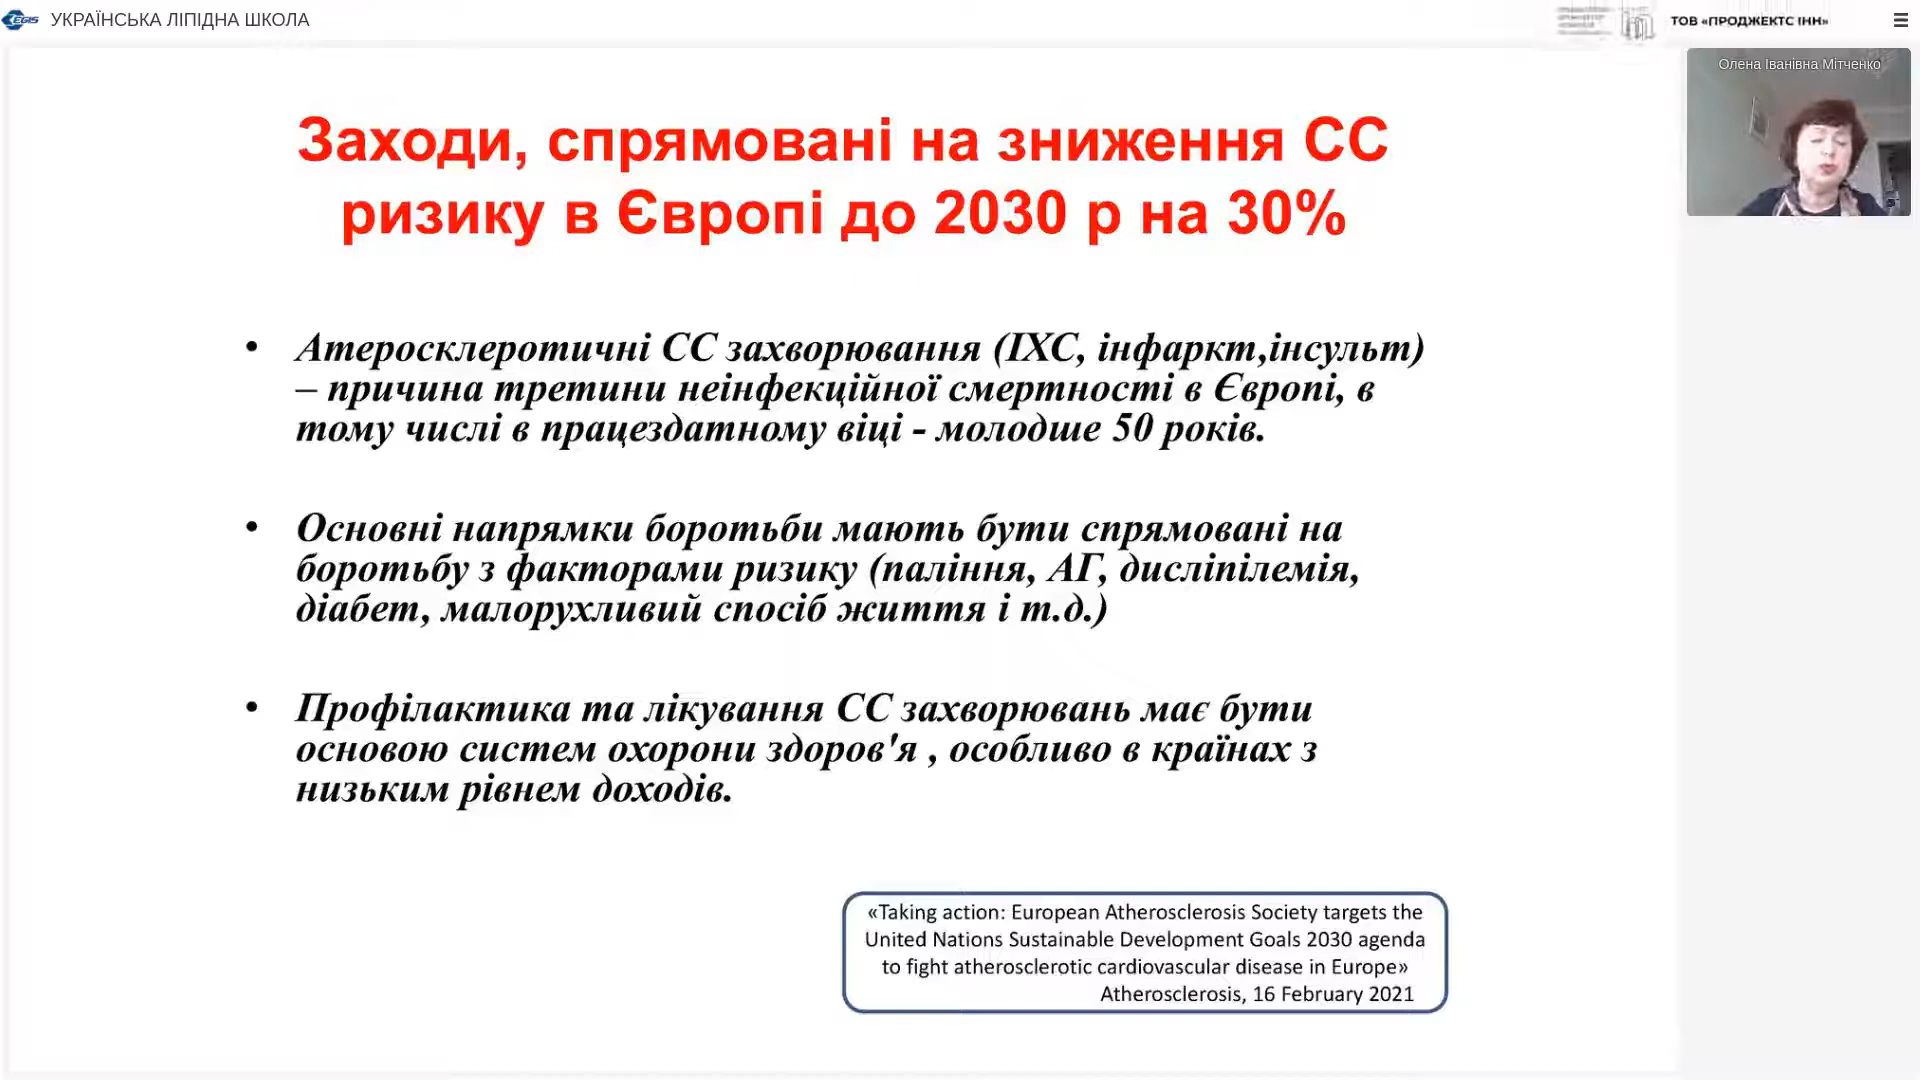 EGIS
УКРАЇНСЬКА ЛІПІДНА ШКОЛА
ТОВ «ПРОДЖЕКТС ІНН»
Олена Іванівна Мітченко
Заходи, спрямовані на зниження СС
ризику в Європі до 2030 р на 30%
• Атеросклеротичні СС захворювання (ІХС, інфаркт,інсульт)
– причина третини неінфекційної смертності в Європі, в
тому числі в працездатному віці - молодше 50 років.
• Основні напрямки боротьби мають бути спрямовані на
боротьбу з факторами ризику (паління, АГ, дисліпілемія,
діабет, малорухливий спосіб життя і т.д.)
• Профілактика та лікування СС захворювань має бути
основою систем охорони здоров'я , особливо в країнах з
низьким рівнем доходів.
«Taking action: European Atherosclerosis Society targets the
United Nations Sustainable Development Goals 2030 agenda
to fight atherosclerotic cardiovascular disease in Europe»
Atherosclerosis, 16 February 2021